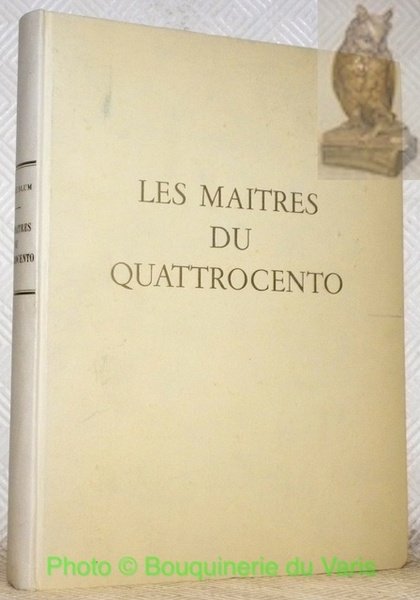 LES MAITRES
DU
QUATTROCENTO
Photo © Bouquinerie du Varis